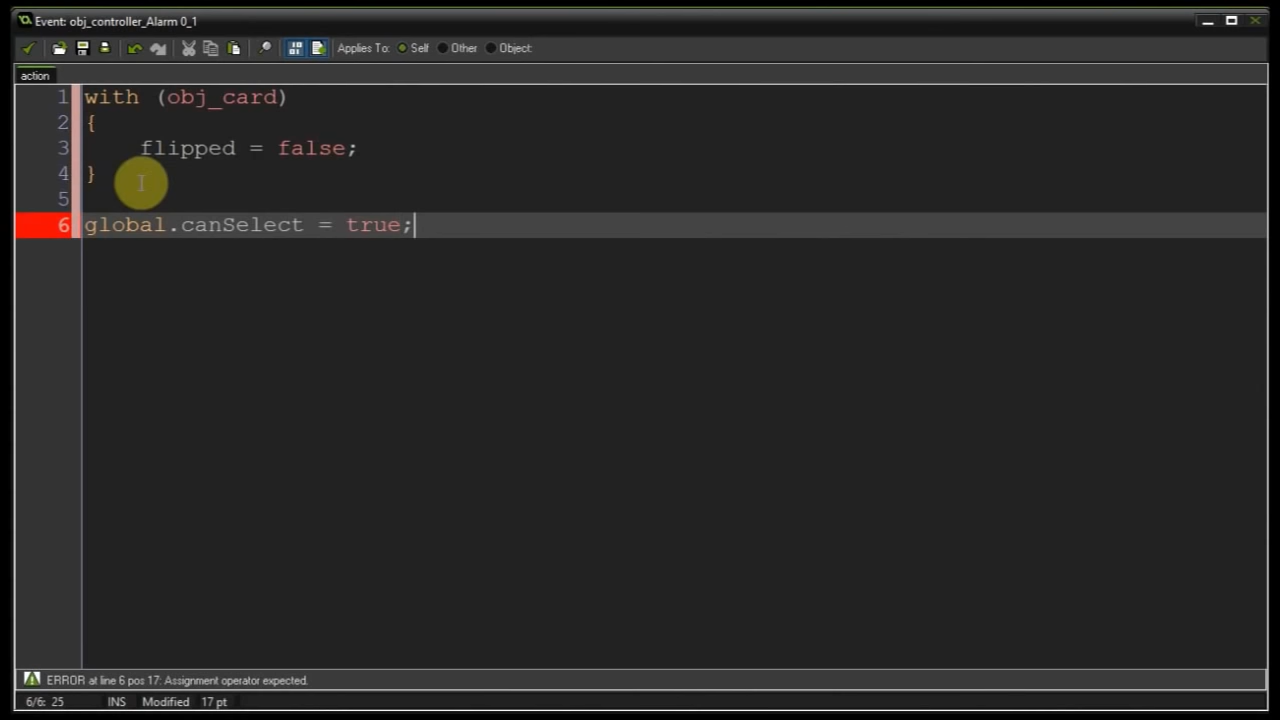 Event: obj_controller_Alarm 0_1
Applies To: Self Other Object:
action
1 with (obj_card)
2 {
3 flipped = false;
4 }
5
6 global.canSelect = true;
ERROR at line 6 pos 17: Assignment operator expected.
6/6: 25 INS Modified 17 pt